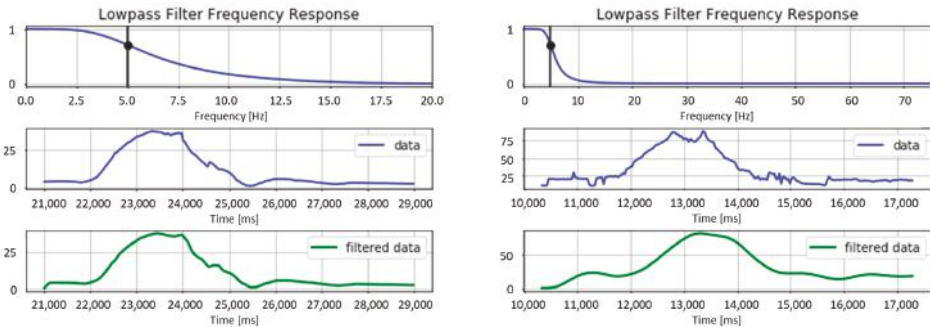 Lowpass Filter Frequency Response
1
0
0.0 2.5 5.0 7.5 10.0 12.5 15.0 17.5 20.0
Frequency [Hz]
25
0
data
21,000 22,000 23,000 24,000 25,000 26,000 27,000 28,000 29,000
Time [ms]
25
0
filtered data
21,000 22,000 23,000 24,000 25,000 26,000 27,000 28,000 29,000
Time [ms]
Lowpass Filter Frequency Response
1
0
0 10 20 30 40 50 60 70
Frequency [Hz]
75
50
25
data
10,000 11,000 12,000 13,000 14,000 15,000 16,000 17,000
Time [ms]
50
0
filtered data
10,000 11,000 12,000 13,000 14,000 15,000 16,000 17,000
Time [ms]